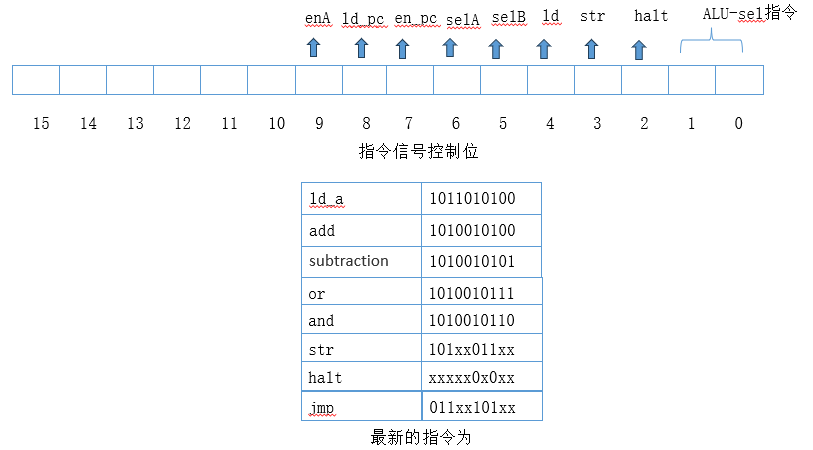 enA ld_pc en_pc selA selB ld str halt ALU-sel指令
15 14 13 12 11 10 9 8 7 6 5 4 3 2 1 0
指令信号控制位
ld_a 1011010100
add 1010010100
subtraction 1010010101
or 1010010111
and 1010010110
str 101xx011xx
halt xxxxx0x0xx
jmp 011xx101xx
最新的指令为